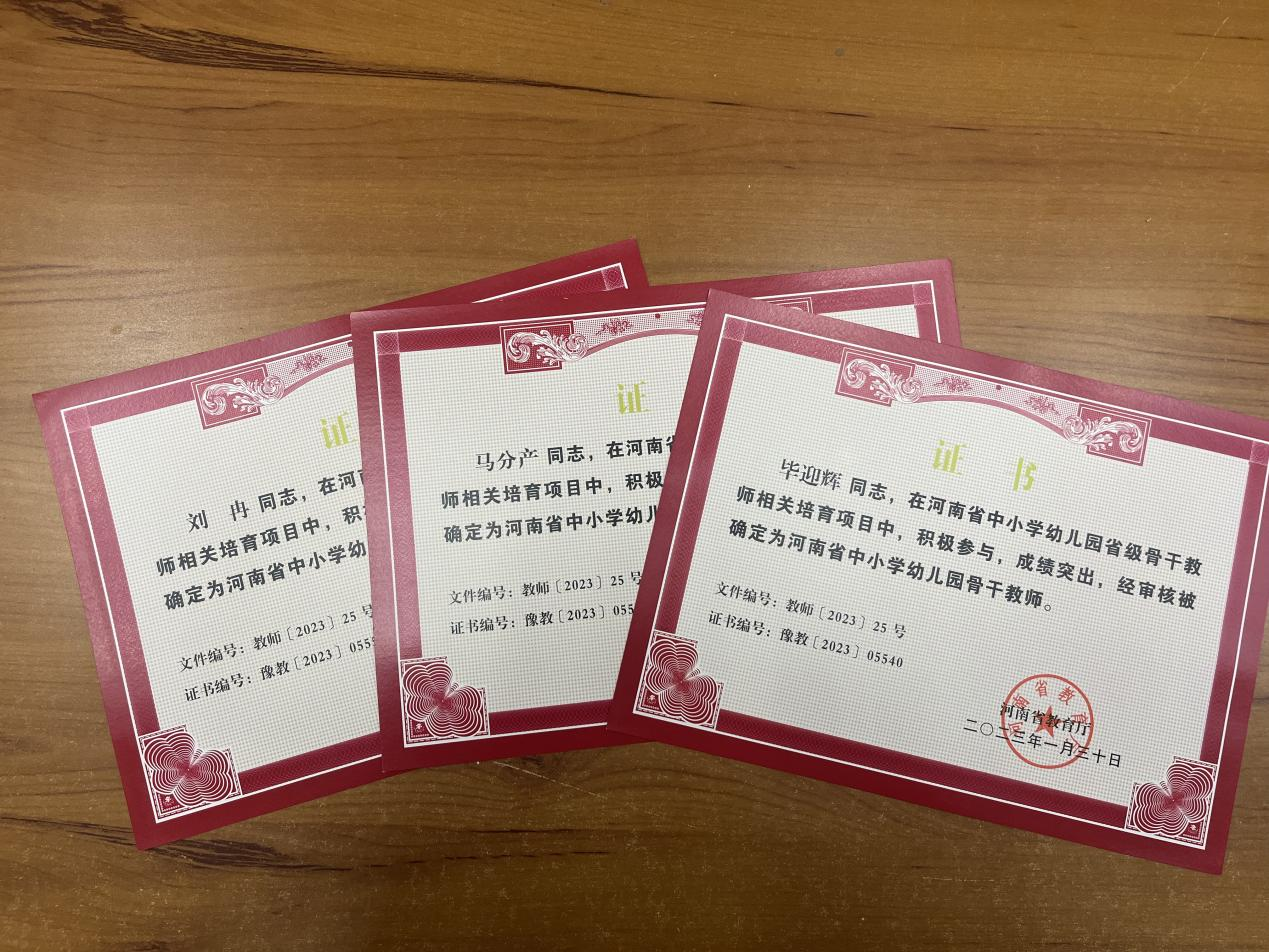 证
刘 冉 同志，在河南
师相关培育项目中，积
确定为河南省中小学幼
文件编号：教师〔2023〕25 号
证书编号：豫教〔2023〕055
证
马分产 同志，在河南省
师相关培育项目中，积极
确定为河南省中小学幼儿
文件编号：教师〔2023〕25 号
证书编号：豫教〔2023〕055
证 书
毕迎辉 同志，在河南省中小学幼儿园省级骨干教
师相关培育项目中，积极参与，成绩突出，经审核被
确定为河南省中小学幼儿园骨干教师。
文件编号：教师〔2023〕25 号
证书编号：豫教〔2023〕05540
河南省教育厅
二〇二三年一月三十日